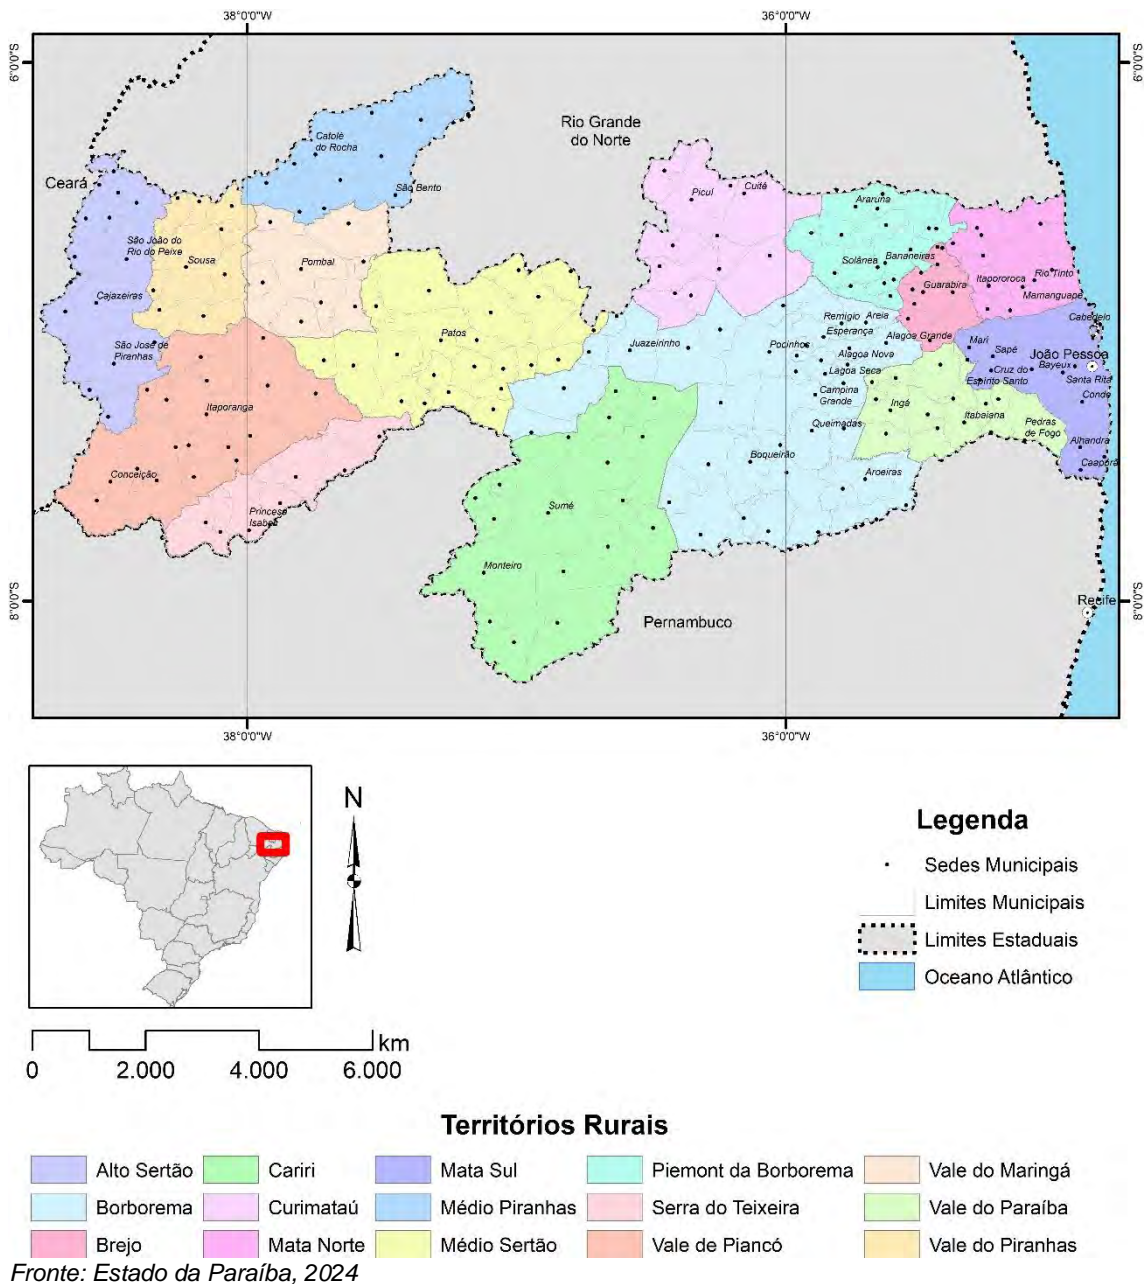 38°0'0"W
36°0'0"W
6°0'0"S
6°0'0"S
Rio Grande
do Norte
Ceará
Catolé
do Rocha
São Bento
Picuí
Cuité
Araruna
São João do
Rio do Peixe
Sousa
Pombal
Solânea
Bananeiras
Guarabira
Itapororoca
Rio Tinto
Mamanguape
Cajazeiras
Cabedelo
Patos
Juazeirinho
Remígio
Areia
Esperança
Pocinhos
Alagoa Grande
Mari
Sapé
João Pessoa
São José de
Piranhas
Alagoa Nova
Lagoa Seca
Bayeux
Cruz do
Espírito Santo
Santa Rita
Campina
Grande
Conde
Itaporanga
Ingá
Itabaiana
Queimadas
Pedras
de Fogo
Alhandra
Caaporã
Boqueirão
Aroeiras
Conceição
Princesa
Isabel
Sumé
Monteiro
8°0'0"S
8°0'0"S
Recife
Pernambuco
38°0'0"W
36°0'0"W
N
Legenda
Sedes Municipais
Limites Municipais
Limites Estaduais
Oceano Atlântico
km
0 2.000 4.000 6.000
Territórios Rurais
Alto Sertão
Cariri
Mata Sul
Piemont da Borborema
Vale do Maringá
Borborema
Curimataú
Médio Piranhas
Serra do Teixeira
Vale do Paraíba
Brejo
Mata Norte
Médio Sertão
Vale de Piancó
Vale do Piranhas
Fronte: Estado da Paraíba, 2024